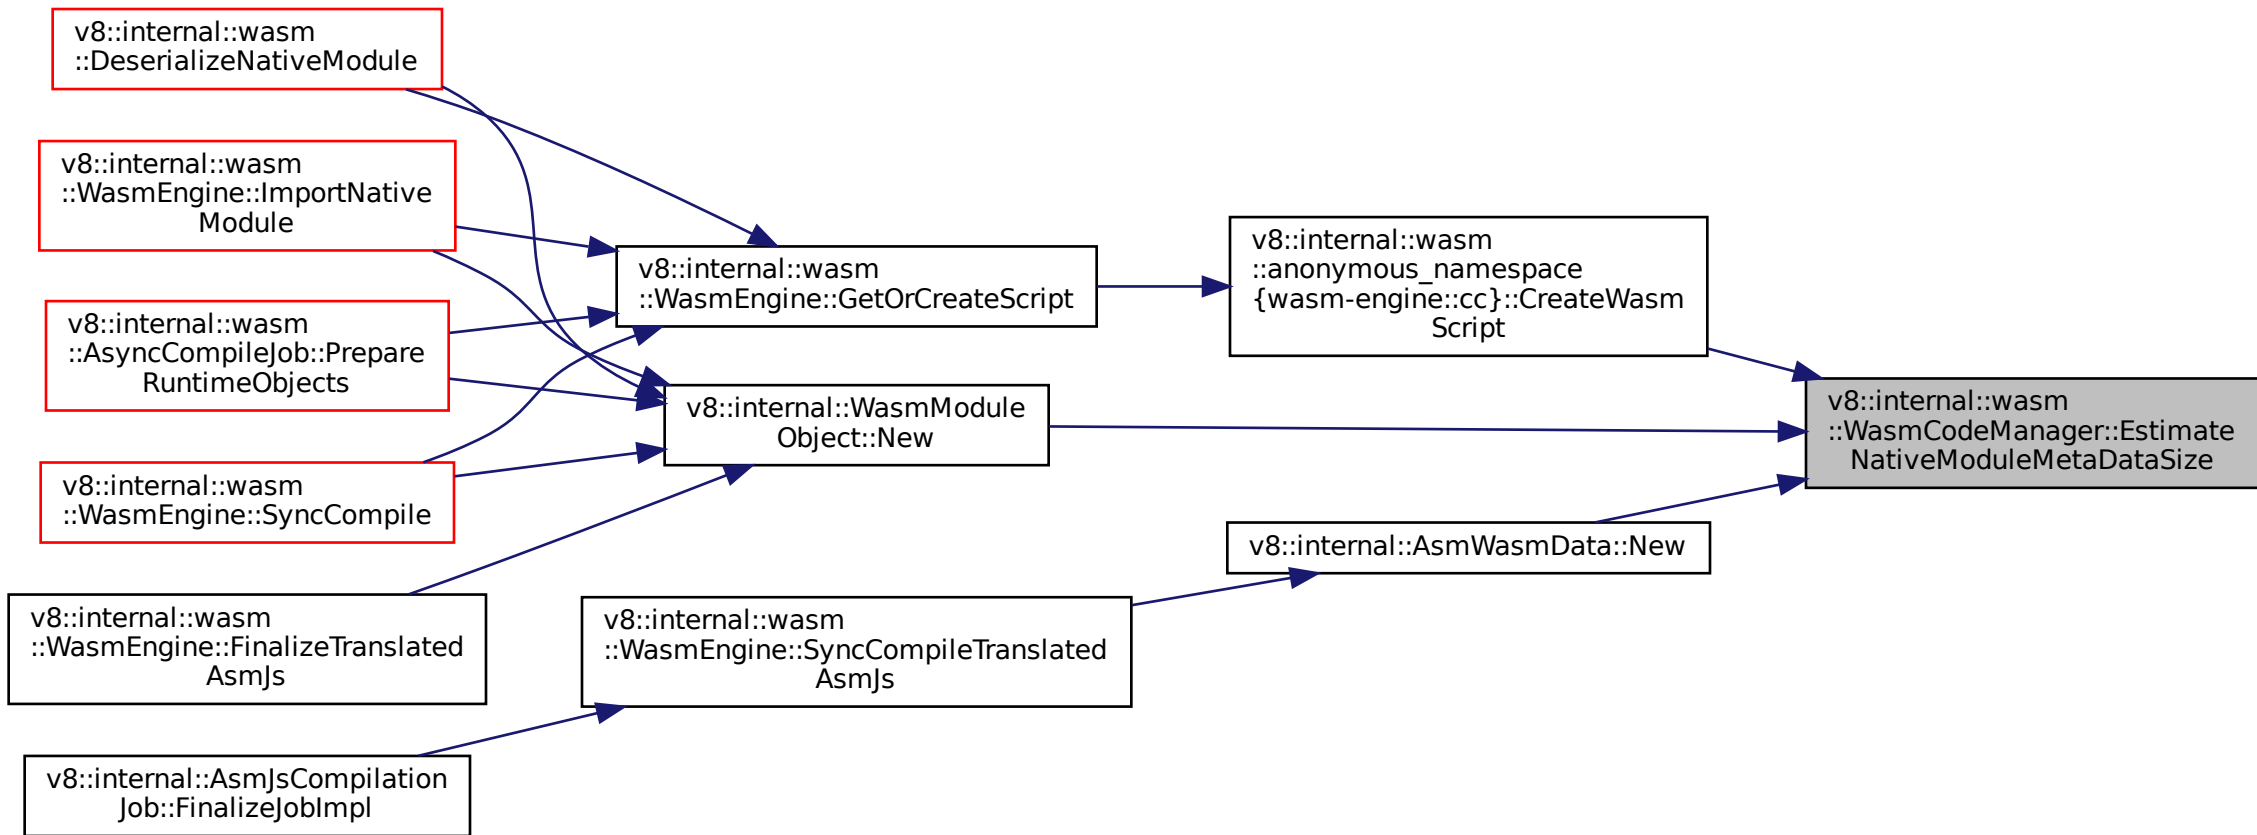 v8::internal::wasm
::DeserializeNativeModule
v8::internal::wasm
::WasmEngine::ImportNative
Module
v8::internal::wasm
::AsyncCompileJob::Prepare
RuntimeObjects
v8::internal::wasm
::WasmEngine::SyncCompile
v8::internal::wasm
::WasmEngine::FinalizeTranslated
AsmJs
v8::internal::AsmJsCompilation
Job::FinalizeJobImpl
v8::internal::wasm
::WasmEngine::GetOrCreateScript
v8::internal::WasmModule
Object::New
v8::internal::wasm
::WasmEngine::SyncCompileTranslated
AsmJs
v8::internal::wasm
::anonymous_namespace
{wasm-engine::cc}::CreateWasm
Script
v8::internal::AsmWasmData::New
v8::internal::wasm
::WasmCodeManager::Estimate
NativeModuleMetaDataSize